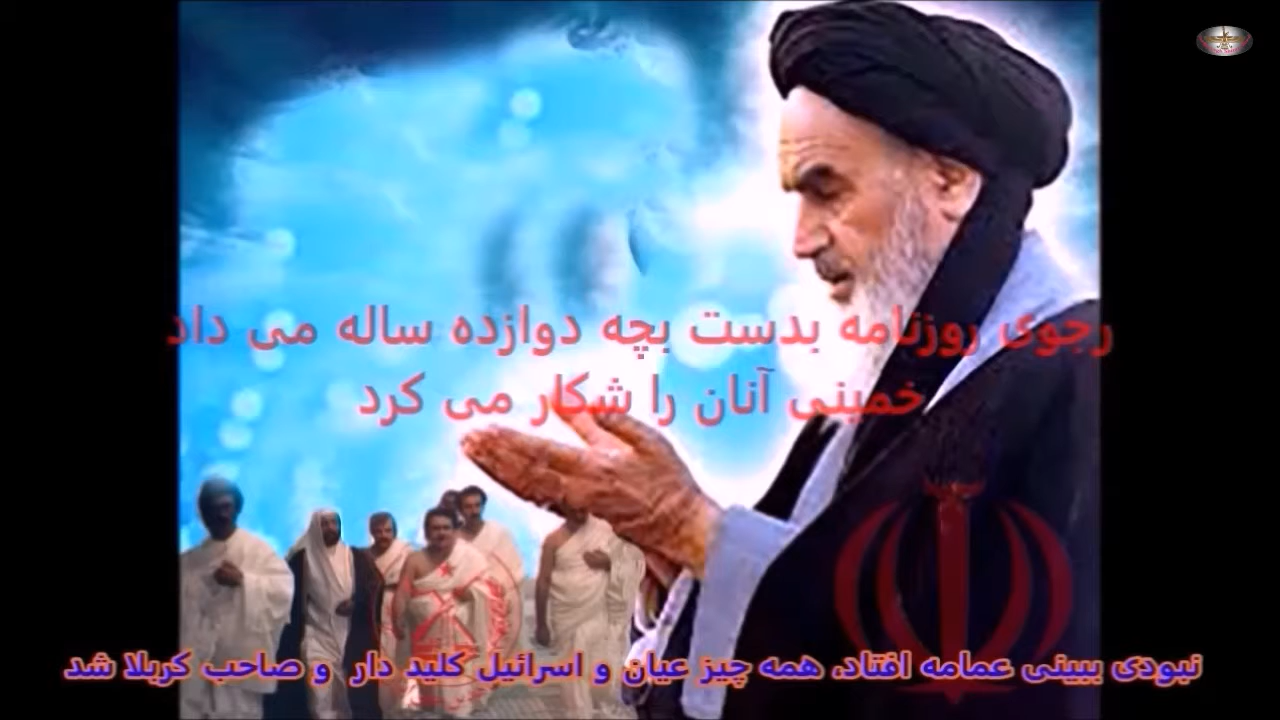 رجوی روزنامه بدست بچه دوازده ساله می داد
خمینی آنان را شکار می کرد
نبودی ببینی عمامه افتاد، همه چیز عیان و اسرائیل کلید دار و صاحب کربلا شد